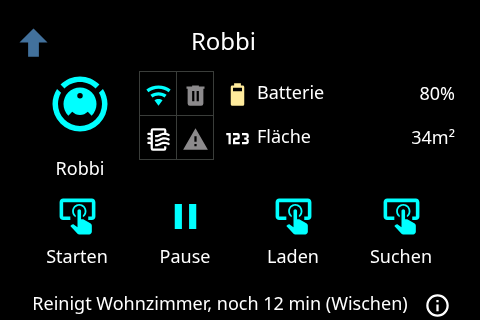 Robbi
Batterie 80%
123 Fläche 34m²
Robbi
Starten Pause Laden Suchen
Reinigt Wohnzimmer, noch 12 min (Wischen)